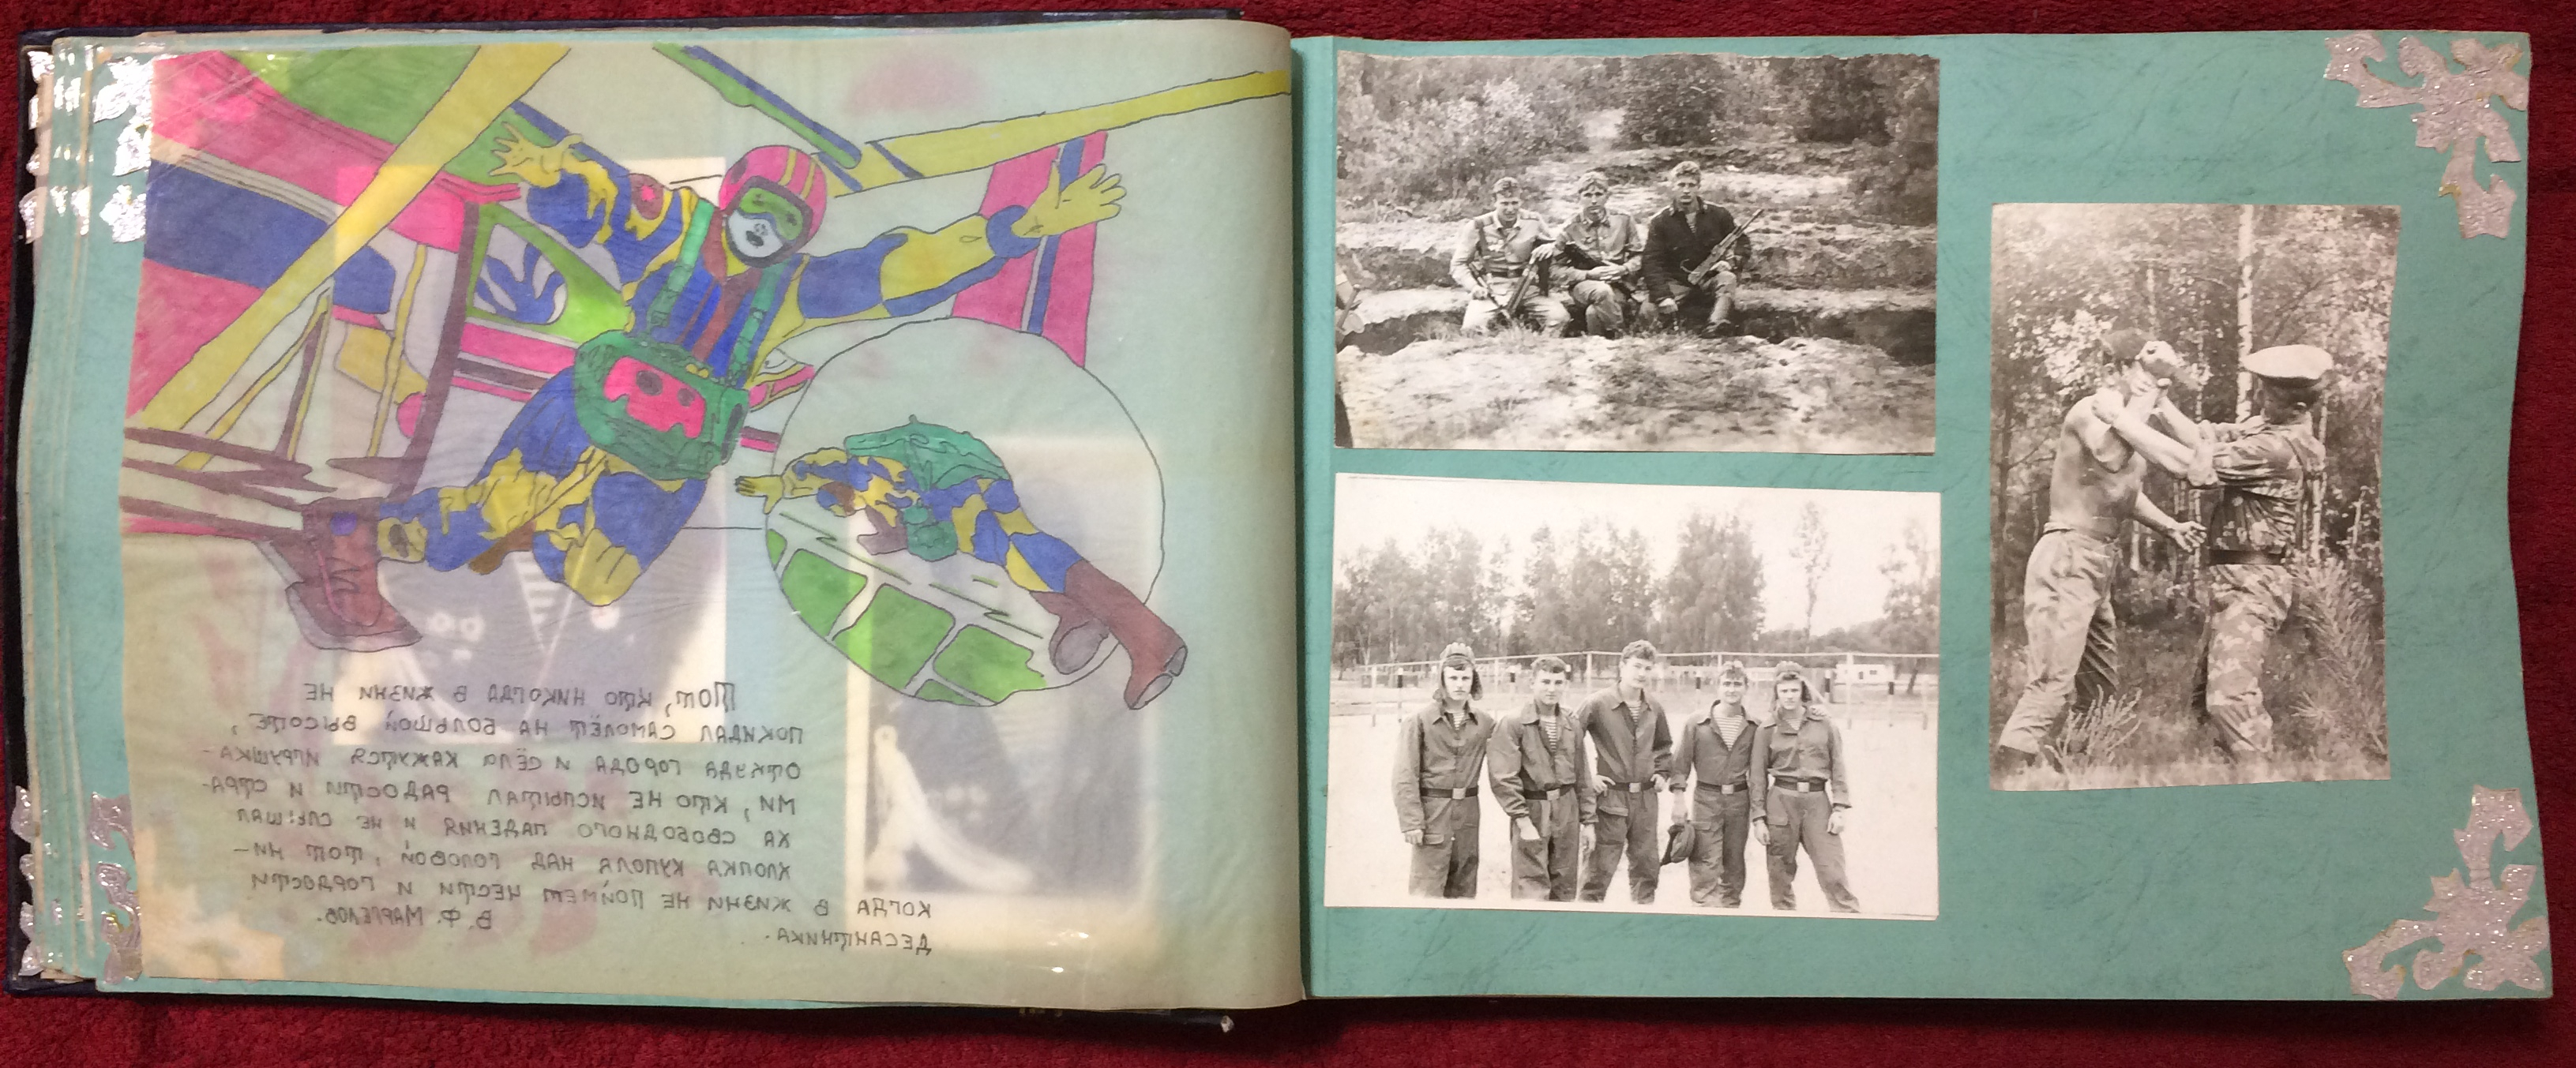 Тот, кто никогда в жизни не
покидал самолёт на большой высоте,
откуда города и сёла кажутся игрушка-
ми, кто не испытал радости и стра-
ха свободного падения и не слышал
хлопка купола над головой, тот ни-
когда в жизни не поймет чести и гордости
десантника.
В. Ф. Маргелов.